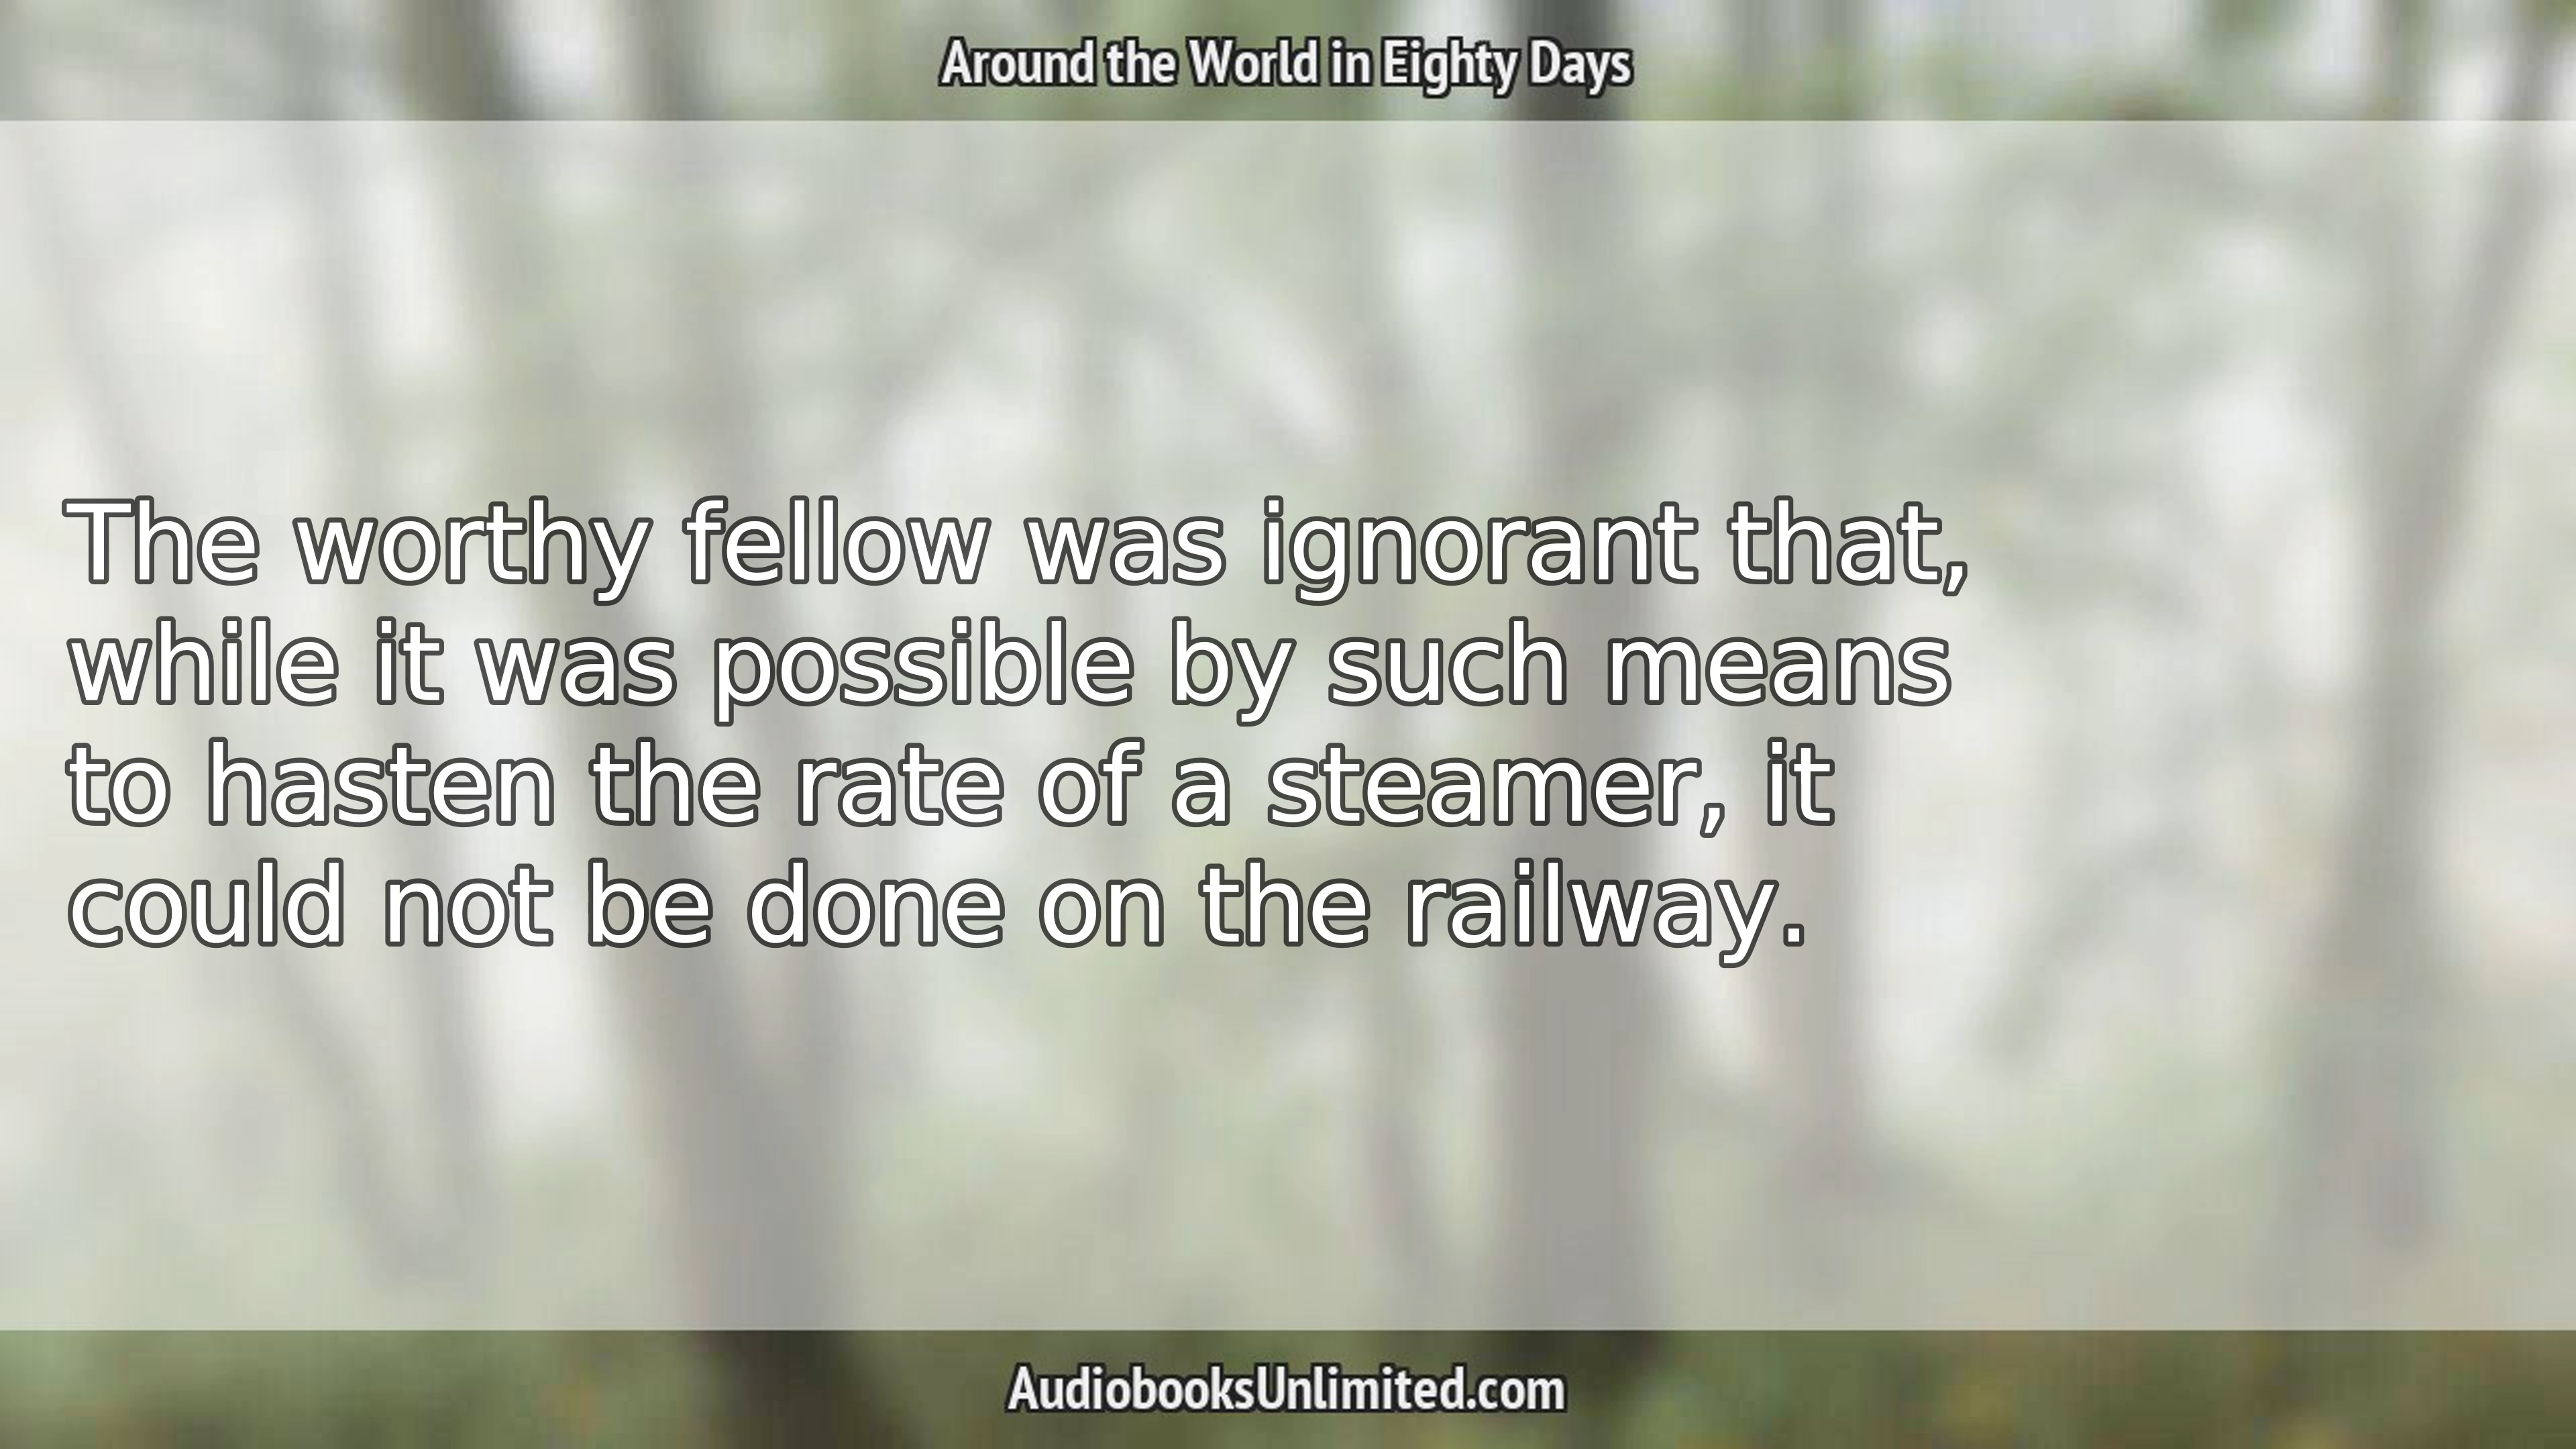 Around the World in Eighty Days
The worthy fellow was ignorant that,
while it was possible by such means
to hasten the rate of a steamer, it
could not be done on the railway.
AudiobooksUnlimited.com